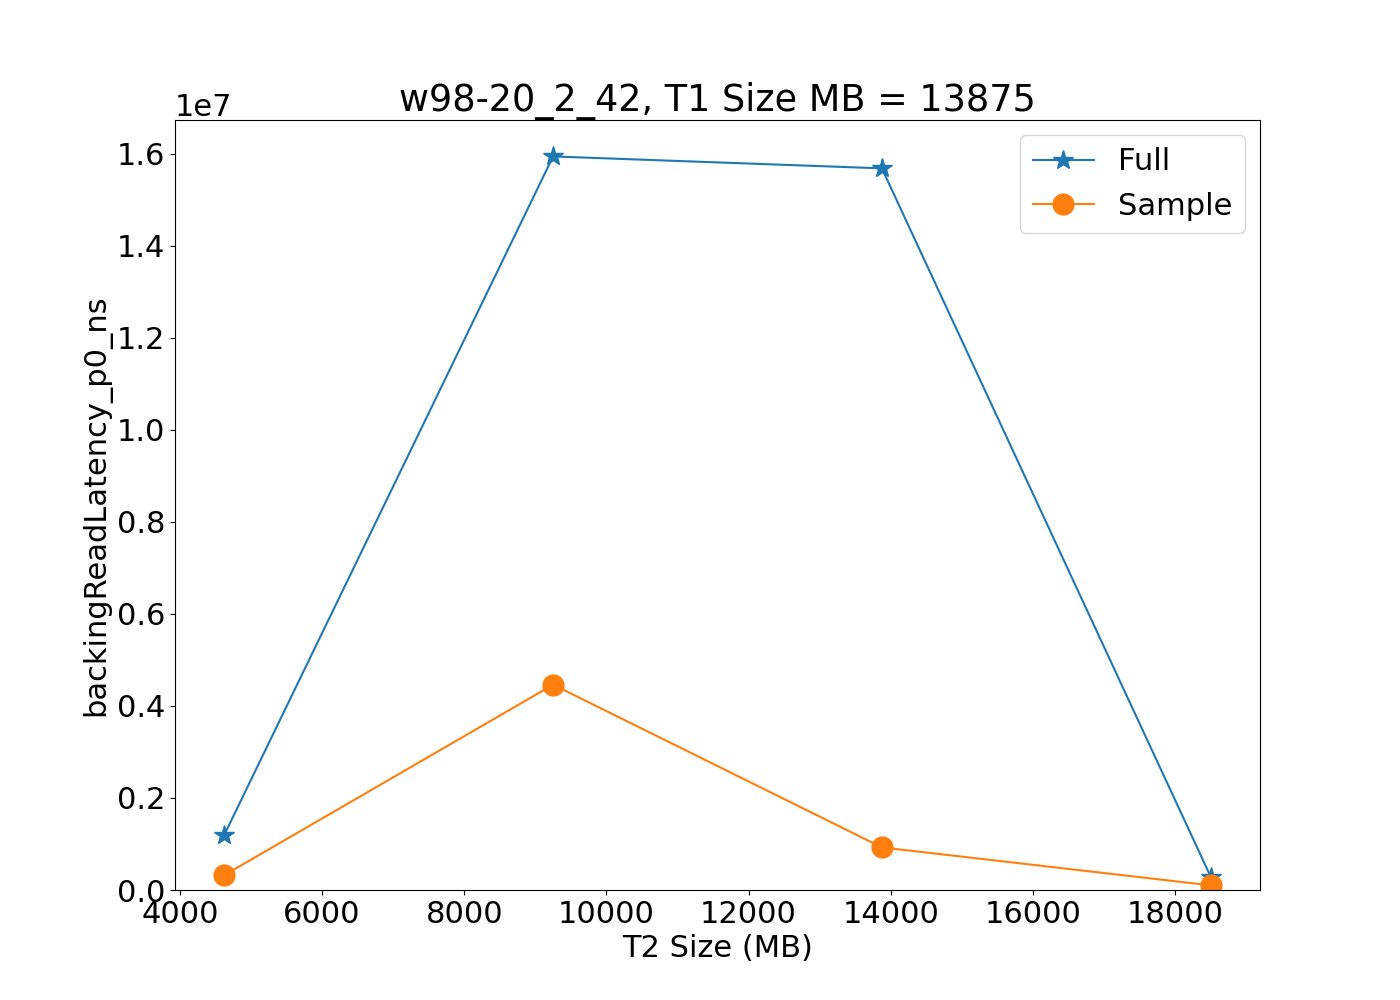 w98-20_2_42, T1 Size MB = 13875
1e7
Full
Sample
1.6
1.4
1.2
1.0
0.8
0.6
0.4
0.2
0.0
backingReadLatency_p0_ns
4000 6000 8000 10000 12000 14000 16000 18000
T2 Size (MB)